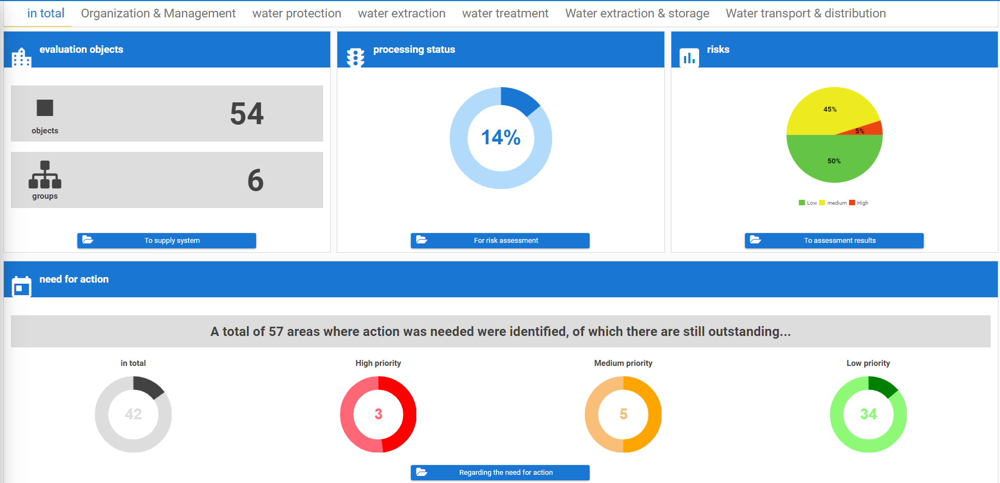 in total Organization & Management water protection water extraction water treatment Water extraction & storage Water transport & distribution
evaluation objects
54
objects
6
groups
To supply system
processing status
14%
For risk assessment
risks
45%
5%
50%
Low medium High
To assessment results
need for action
A total of 57 areas where action was needed were identified, of which there are still outstanding...
in total
42
High priority
3
Medium priority
5
Low priority
34
Regarding the need for action